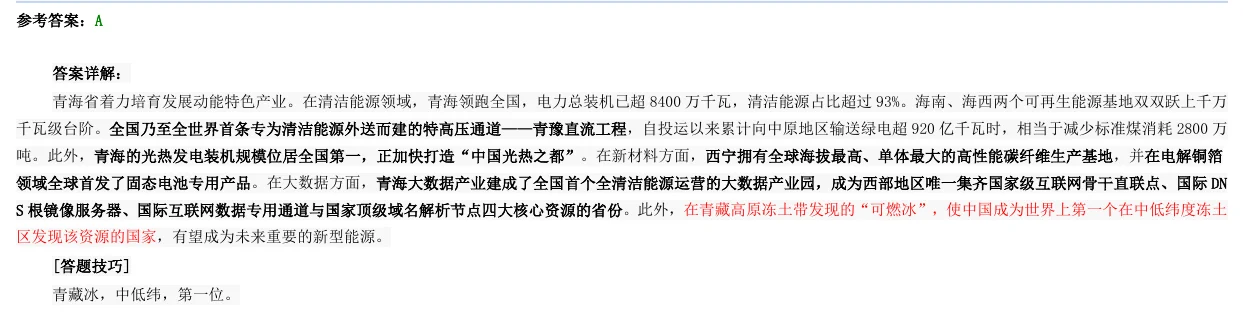 参考答案：A
答案详解：
青海省着力培育发展动能特色产业。在清洁能源领域，青海领跑全国，电力总装机已超 8400 万千瓦，清洁能源占比超过 93%。海南、海西两个可再生能源基地双双跃上千万
千瓦级台阶。全国乃至全世界首条专为清洁能源外送而建的特高压通道——青豫直流工程，自投运以来累计向中原地区输送绿电超 920 亿千瓦时，相当于减少标准煤消耗 2800 万
吨。此外，青海的光热发电装机规模位居全国第一，正加快打造“中国光热之都”。在新材料方面，西宁拥有全球海拔最高、单体最大的高性能碳纤维生产基地，并在电解铜箔
领域全球首发了固态电池专用产品。在大数据方面，青海大数据产业建成了全国首个全清洁能源运营的大数据产业园，成为西部地区唯一集齐国家级互联网骨干直联点、国际 DN
S 根镜像服务器、国际互联网数据专用通道与国家顶级域名解析节点四大核心资源的省份。此外，在青藏高原冻土带发现的“可燃冰”，使中国成为世界上第一个在中低纬度冻土
区发现该资源的国家，有望成为未来重要的新型能源。
[答题技巧]
青藏冰，中低纬，第一位。